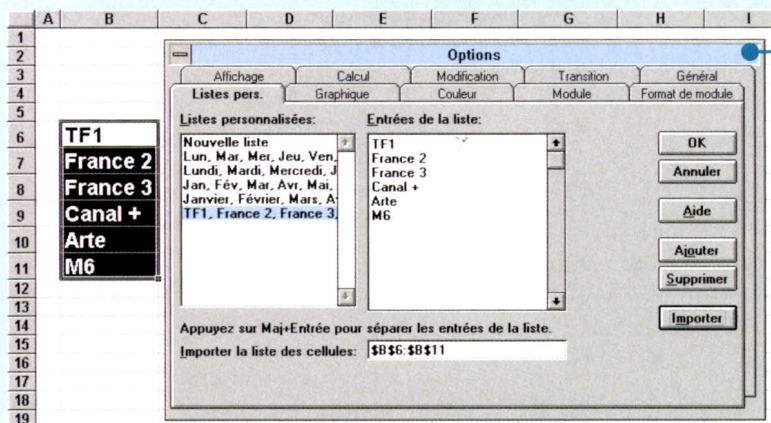 A B C D E F G H I
1
2
3
4
5
6
7
8
9
10
11
12
13
14
15
16
17
18
19
TF1
France 2
France 3
Canal +
Arte
M6
Options
Affichage Calcul Modification Transition Général
Listes pers. Graphique Couleur Module Format de module
Listes personnalisées:
Nouvelle liste
Lun, Mar, Mer, Jeu, Ven,
Lundi, Mardi, Mercredi, J
Jan, Fév, Mar, Avr, Mai,
Janvier, Février, Mars, A
TF1, France 2, France 3,
Entrées de la liste:
TF1
France 2
France 3
Canal +
Arte
M6
OK
Annuler
Aide
Ajouter
Supprimer
Importer
Appuyez sur Maj+Entrée pour séparer les entrées de la liste.
Importer la liste des cellules: $B$6:$B$11